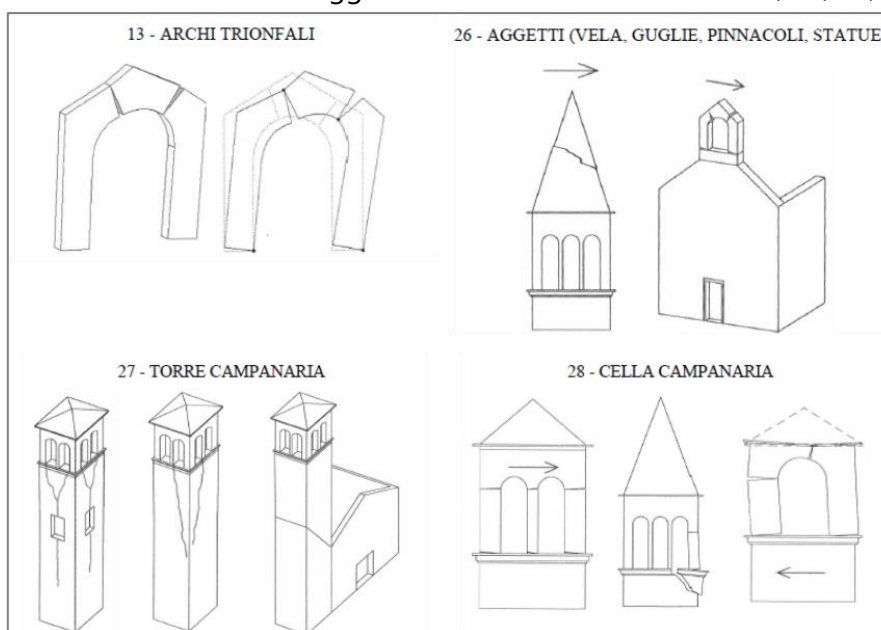 13 - ARCHI TRIONFALI
26 - AGGETTI (VELA, GUGLIE, PINNACOLI, STATUE
27 - TORRE CAMPANARIA
28 - CELLA CAMPANARIA